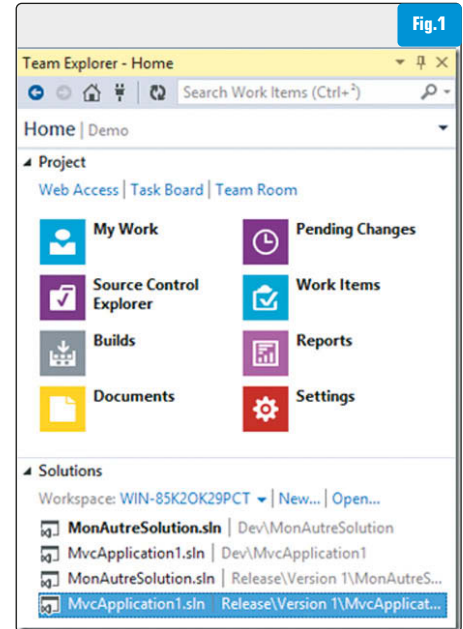 Fig.1
Team Explorer - Home
Search Work Items (Ctrl+²)
Home | Demo
Project
Web Access | Task Board | Team Room
My Work
Pending Changes
Source Control
Explorer
Work Items
Builds
Reports
Documents
Settings
Solutions
Workspace: WIN-85K2OK29PCT | New... | Open...
MonAutreSolution.sln | Dev\MonAutreSolution
MvcApplication1.sln | Dev\MvcApplication1
MonAutreSolution.sln | Release\Version 1\MonAutreS...
MvcApplication1.sln | Release\Version 1\MvcApplicat...